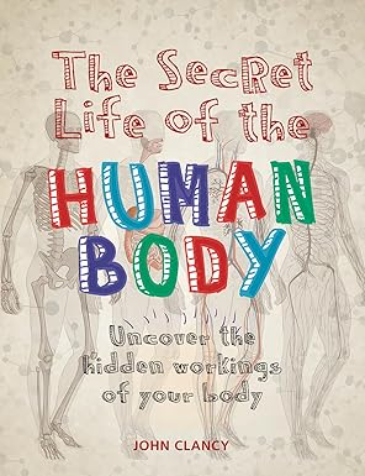 The Secret
Life of the
HUMAN
BODY
Uncover the
hidden workings
of your body
JOHN CLANCY